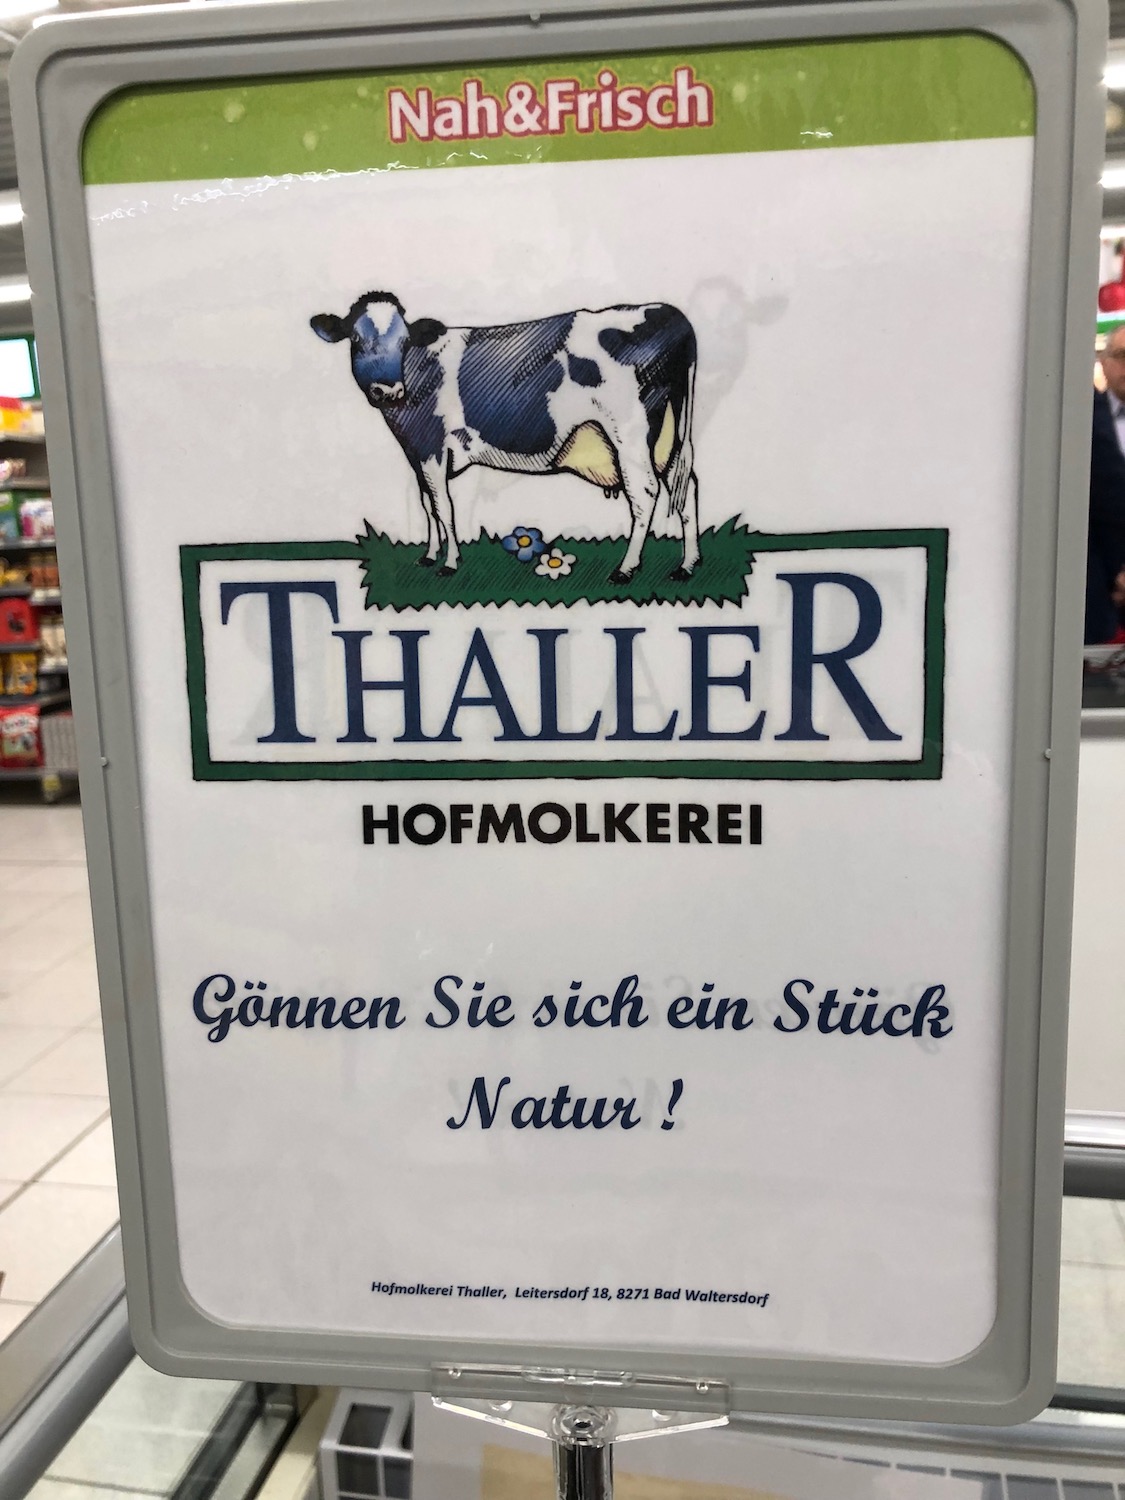 Nah&Frisch
THALLER
HOFMOLKEREI
Gönnen Sie sich ein Stück
Natur !
Hofmolkerei Thaller, Leitersdorf 18, 8271 Bad Waltersdorf